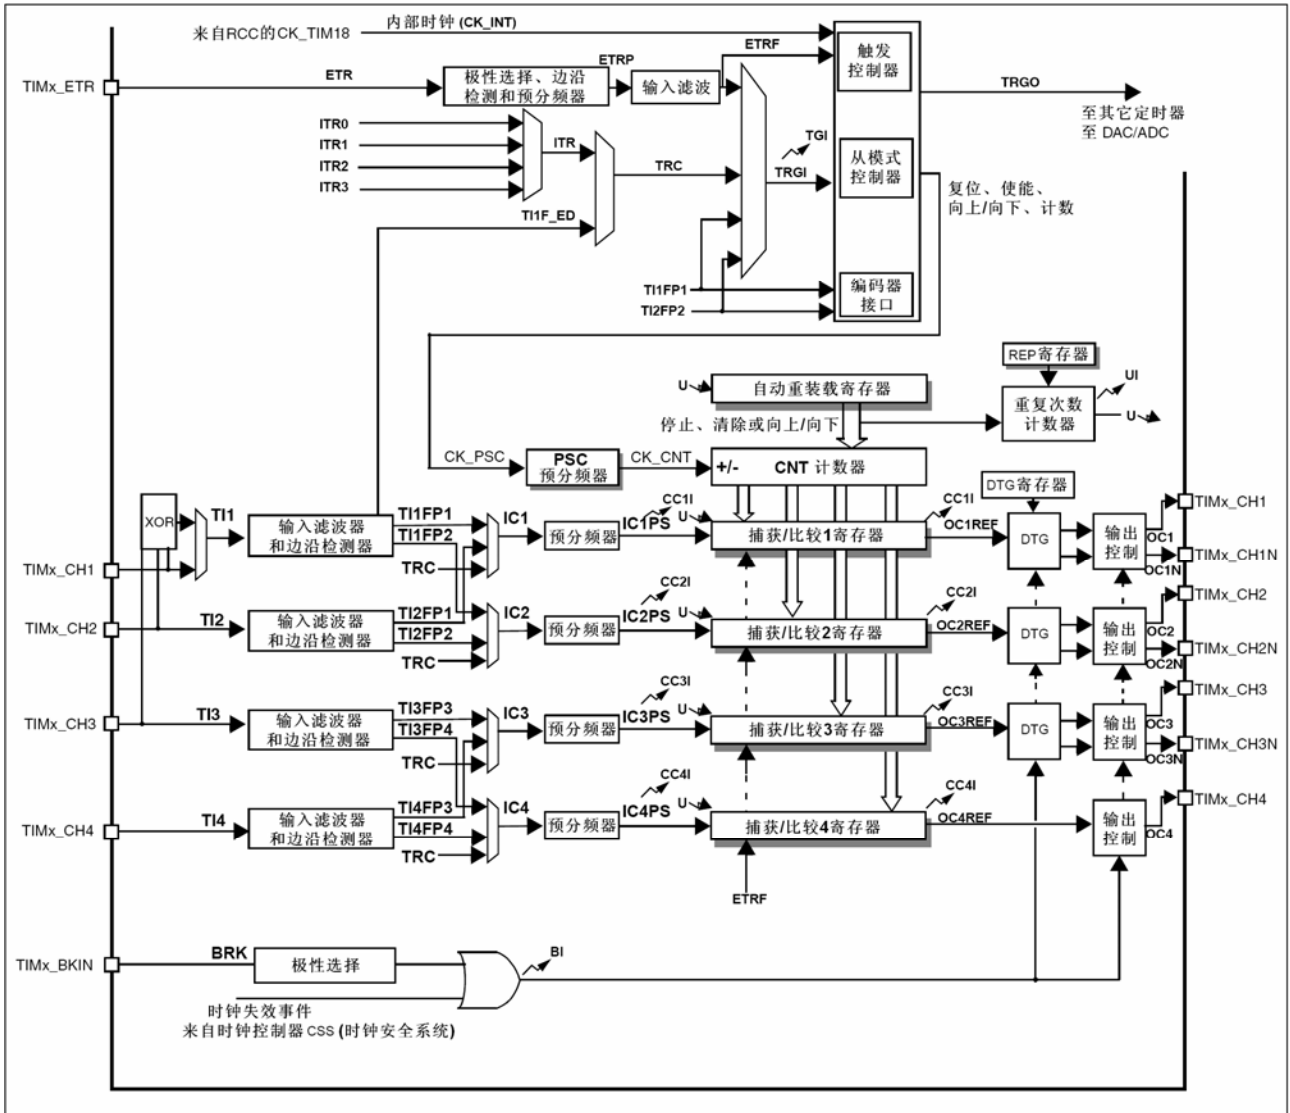 来自RCC的CK_TIM18
内部时钟 (CK_INT)
TIMx_ETR
ETR
极性选择、边沿
检测和预分频器
ETRP
输入滤波
ETRF
触发
控制器
TRGO
至其它定时器
至 DAC/ADC
ITR0
ITR1
ITR2
ITR3
ITR
TRC
TI1F_ED
TGI
TRGI
从模式
控制器
复位、使能、
向上/向下、计数
TI1FP1
TI2FP2
编码器
接口
REP寄存器
U
自动重装载寄存器
UI
重复次数
计数器
U
停止、清除或向上/向下
CK_PSC
PSC
预分频器
CK_CNT
+/-
CNT 计数器
DTG寄存器
XOR
TI1
输入滤波器
和边沿检测器
TI1FP1
TI1FP2
TRC
IC1
预分频器
IC1PS
CC1I
U
捕获/比较1寄存器
CC1I
OC1REF
DTG
输出
控制
OC1
OC1N
TIMx_CH1
TIMx_CH1N
TIMx_CH1
TIMx_CH2
TI2
输入滤波器
和边沿检测器
TI2FP1
TI2FP2
TRC
IC2
预分频器
IC2PS
CC2I
U
捕获/比较2寄存器
CC2I
OC2REF
DTG
输出
控制
OC2
OC2N
TIMx_CH2
TIMx_CH2N
TIMx_CH3
TI3
输入滤波器
和边沿检测器
TI3FP3
TI3FP4
TRC
IC3
预分频器
IC3PS
CC3I
U
捕获/比较3寄存器
CC3I
OC3REF
DTG
输出
控制
OC3
OC3N
TIMx_CH3
TIMx_CH3N
TIMx_CH4
TI4
输入滤波器
和边沿检测器
TI4FP3
TI4FP4
TRC
IC4
预分频器
IC4PS
CC4I
U
捕获/比较4寄存器
CC4I
OC4REF
输出
控制
OC4
TIMx_CH4
ETRF
TIMx_BKIN
BRK
极性选择
BI
时钟失效事件
来自时钟控制器CSS (时钟安全系统)